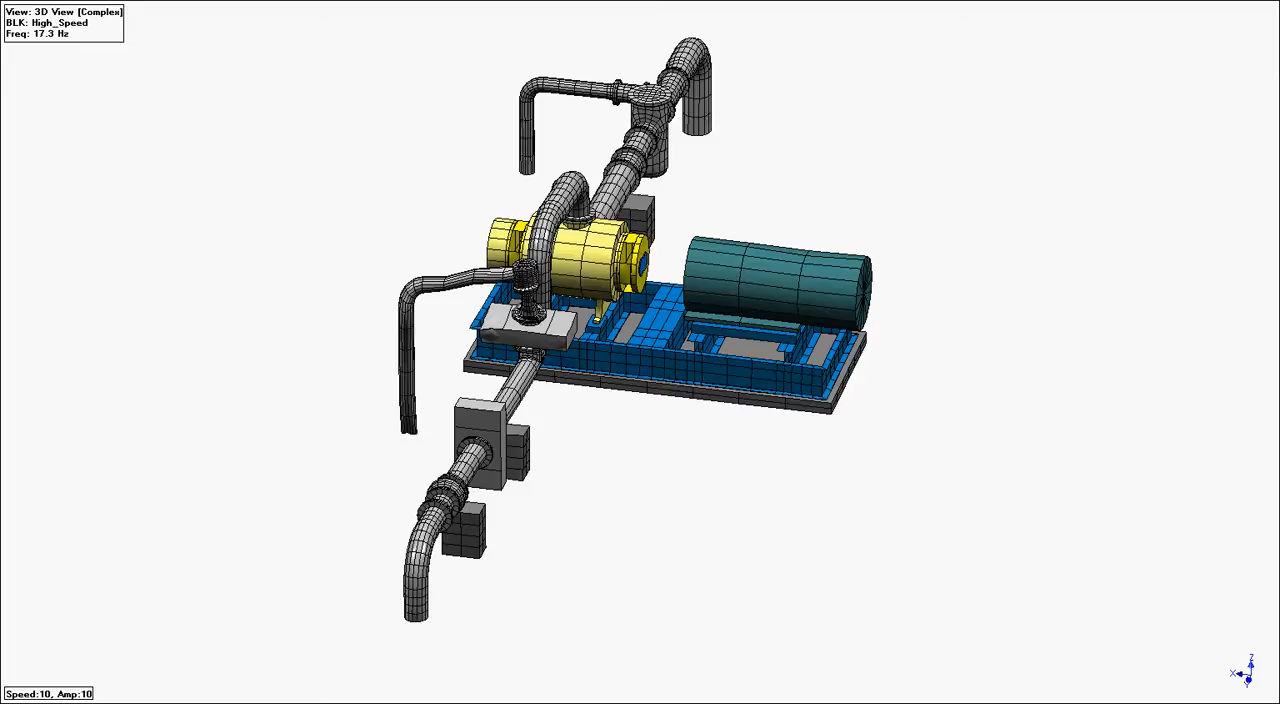 View: 3D View [Complex]
BLK: High_Speed
Freq: 17.3 Hz
Speed:10, Amp:10
Z
X
Y